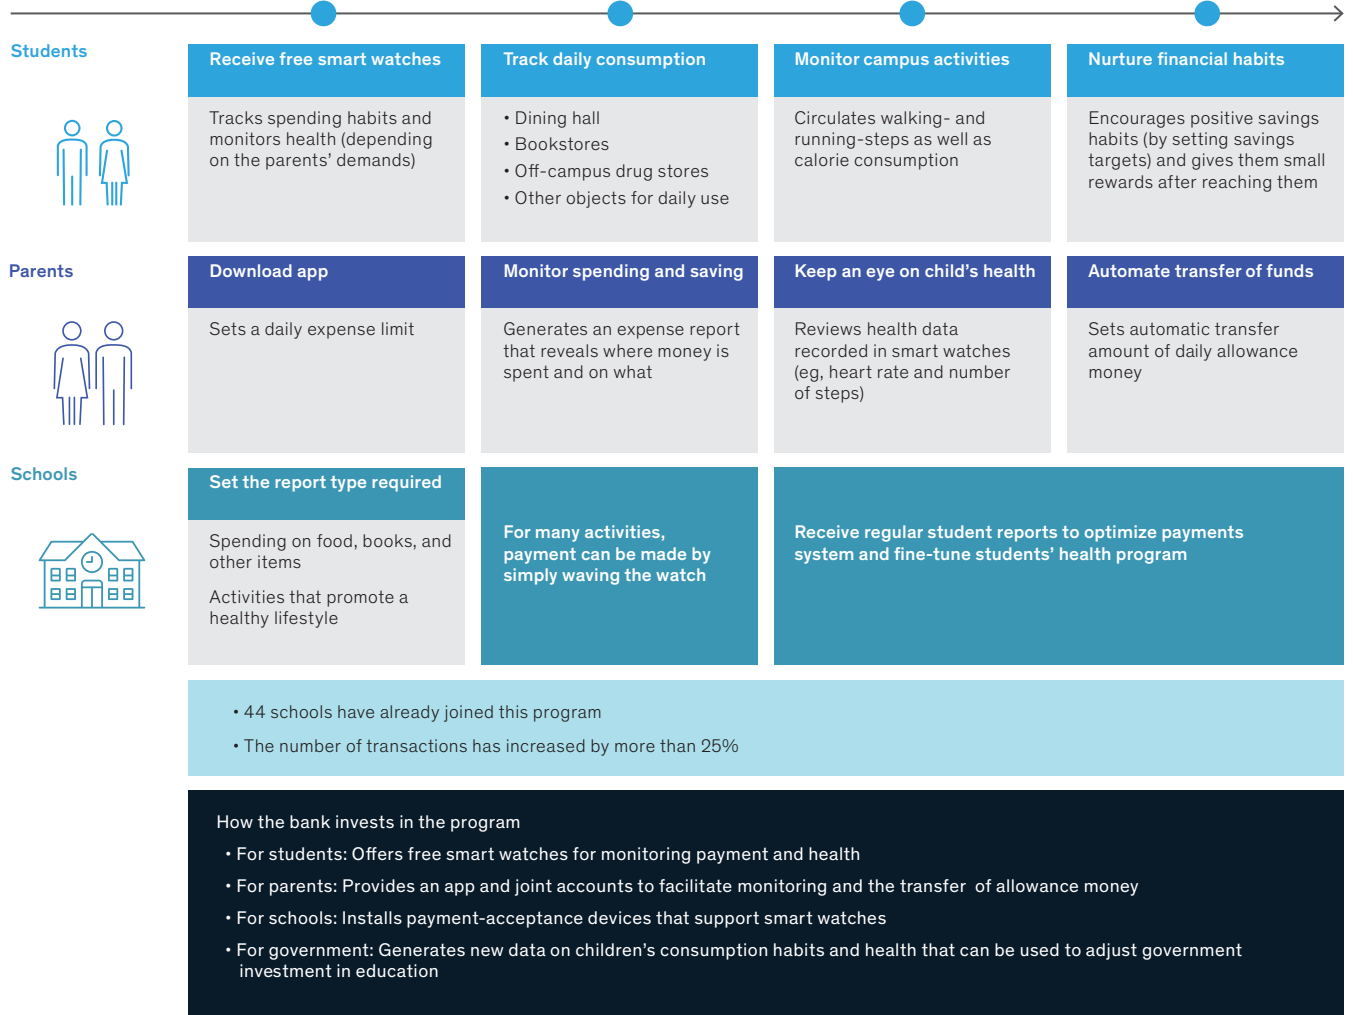 Students
Receive free smart watches
Tracks spending habits and
monitors health (depending
on the parents’ demands)
Track daily consumption
• Dining hall
• Bookstores
• Off-campus drug stores
• Other objects for daily use
Monitor campus activities
Circulates walking- and
running-steps as well as
calorie consumption
Nurture financial habits
Encourages positive savings
habits (by setting savings
targets) and gives them small
rewards after reaching them
Parents
Download app
Sets a daily expense limit
Monitor spending and saving
Generates an expense report
that reveals where money is
spent and on what
Keep an eye on child’s health
Reviews health data
recorded in smart watches
(eg, heart rate and number
of steps)
Automate transfer of funds
Sets automatic transfer
amount of daily allowance
money
Schools
Set the report type required
Spending on food, books, and
other items
Activities that promote a
healthy lifestyle
For many activities,
payment can be made by
simply waving the watch
Receive regular student reports to optimize payments
system and fine-tune students’ health program
• 44 schools have already joined this program
• The number of transactions has increased by more than 25%
How the bank invests in the program
• For students: Offers free smart watches for monitoring payment and health
• For parents: Provides an app and joint accounts to facilitate monitoring and the transfer of allowance money
• For schools: Installs payment-acceptance devices that support smart watches
• For government: Generates new data on children’s consumption habits and health that can be used to adjust government
investment in education